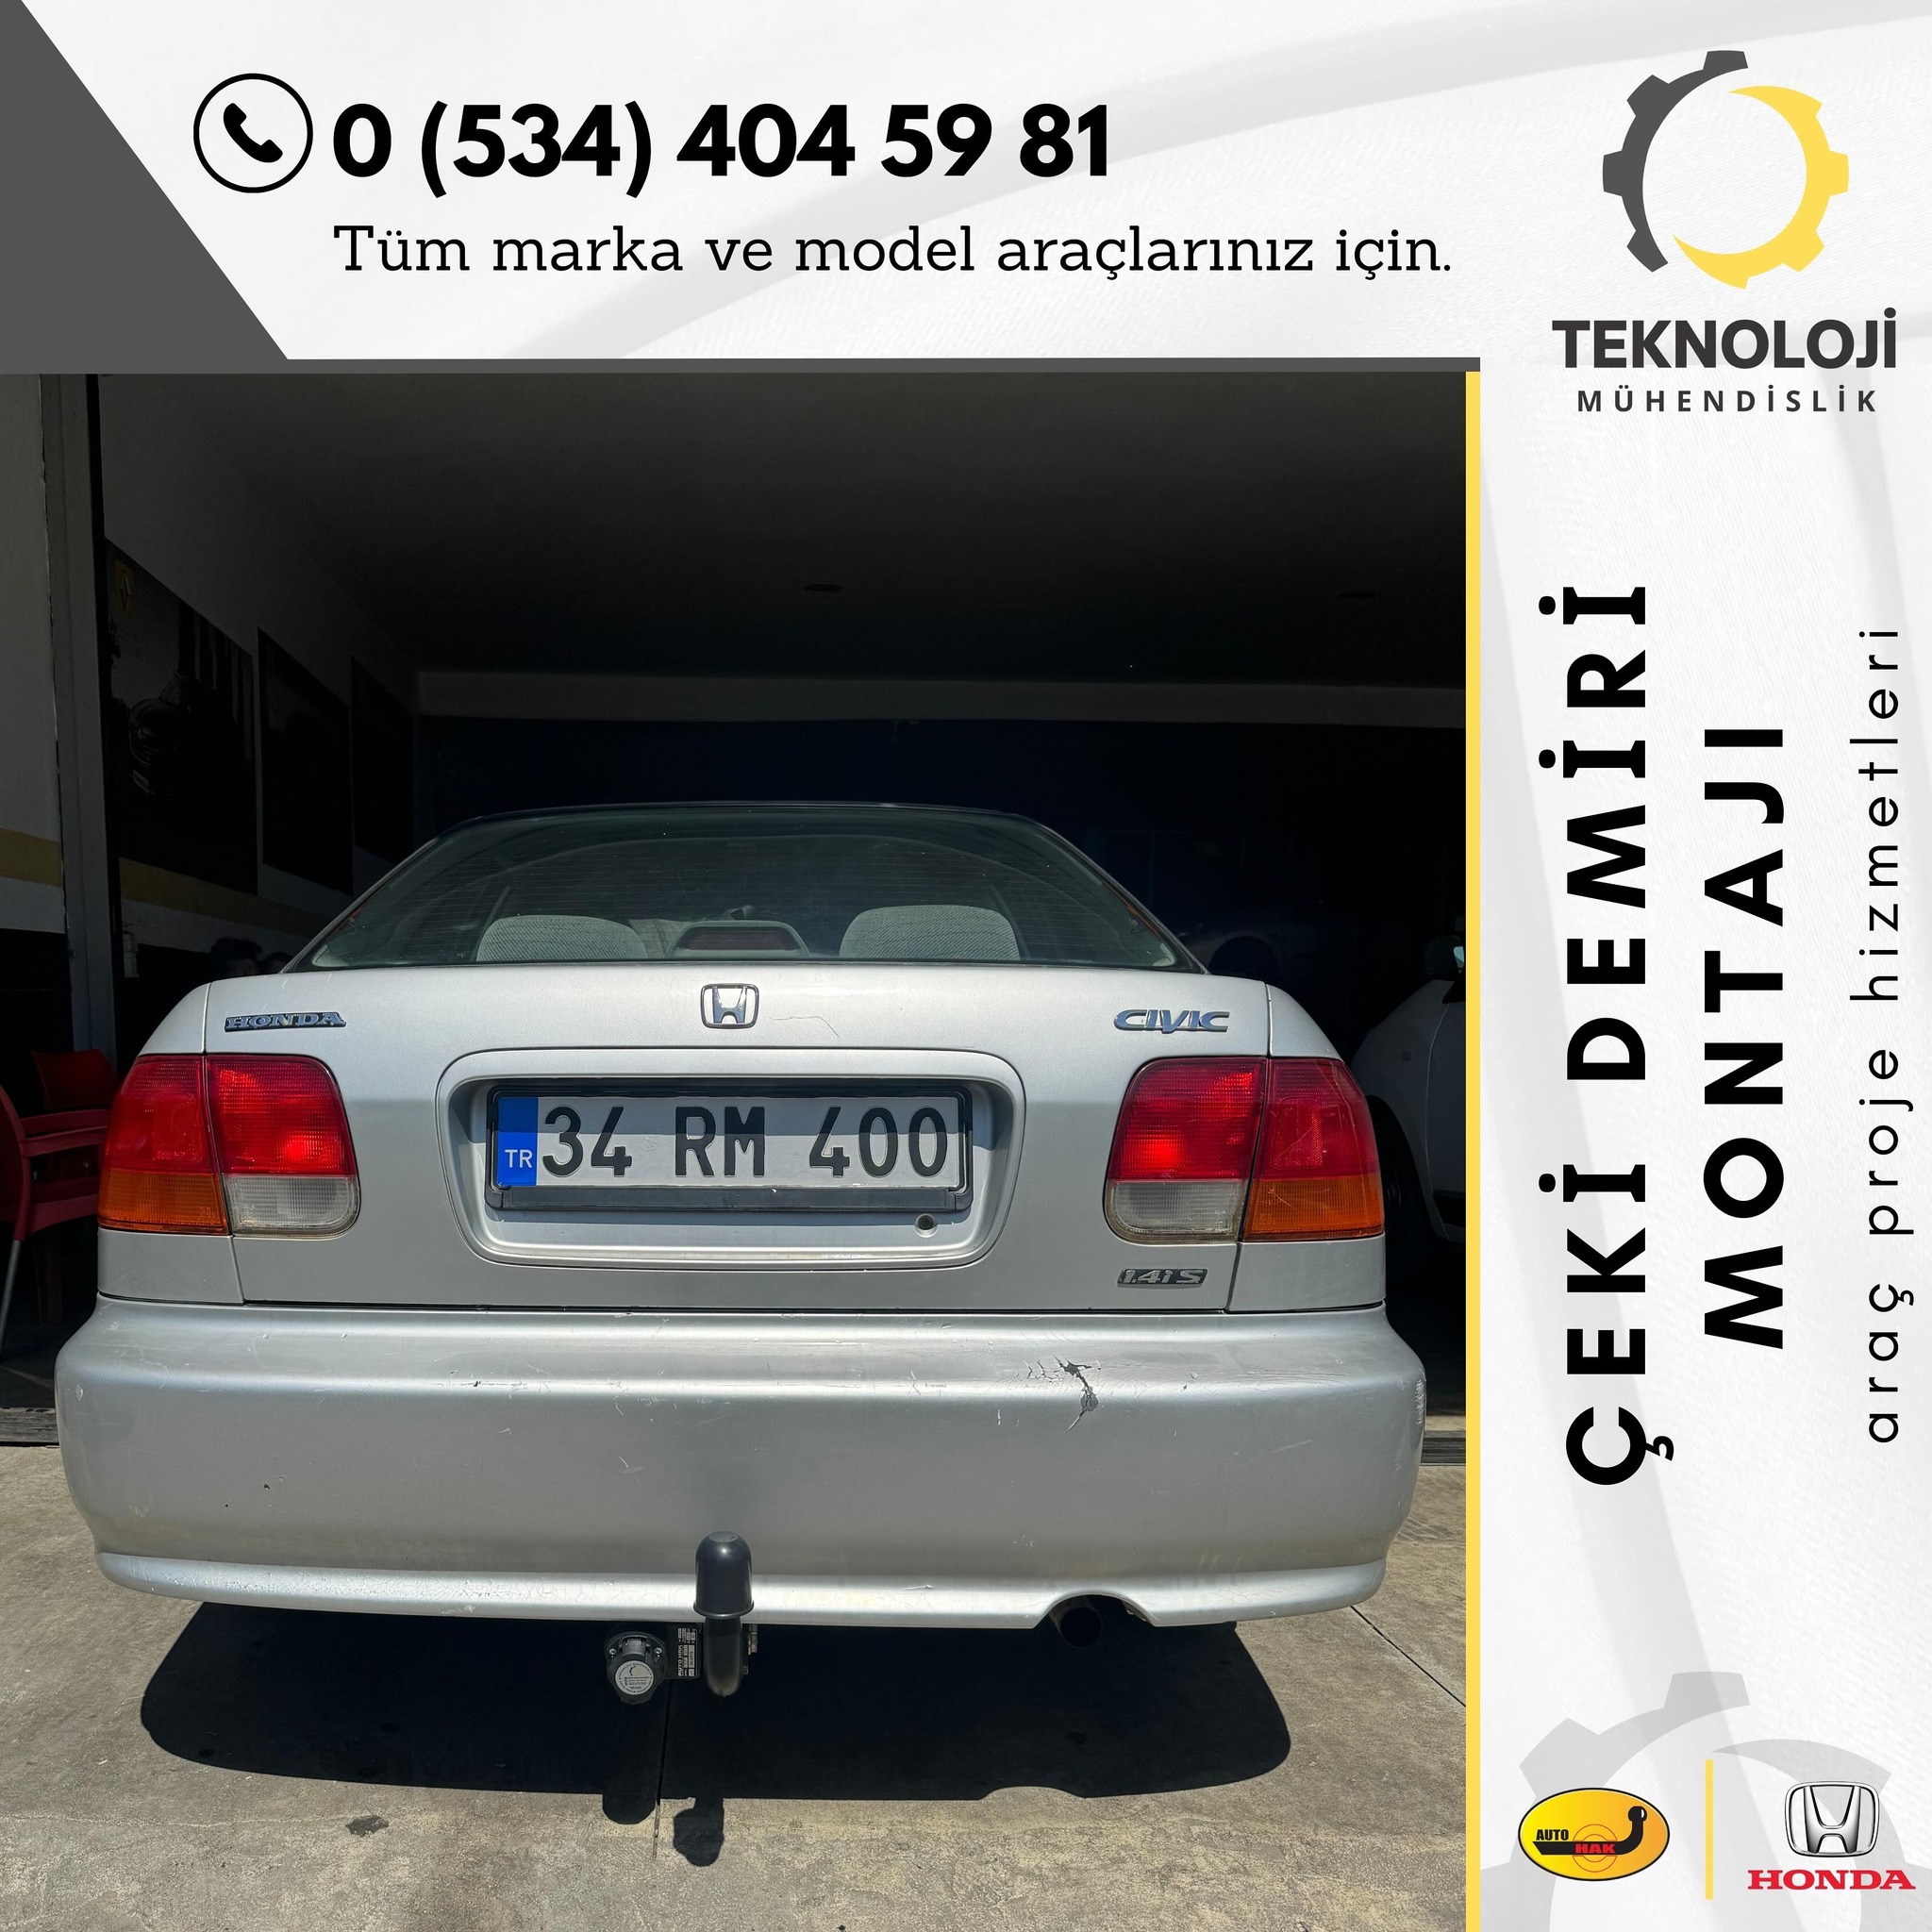 0 (534) 404 59 81
Tüm marka ve model araçlarınız için.
TEKNOLOJİ
MÜHENDİSLİK
ÇEKİ DEMİRİ
MONTAJI
araç proje hizmetleri
HONDA
CIVIC
TR 34 RM 400
1.4i S
AUTO
HAK
HONDA